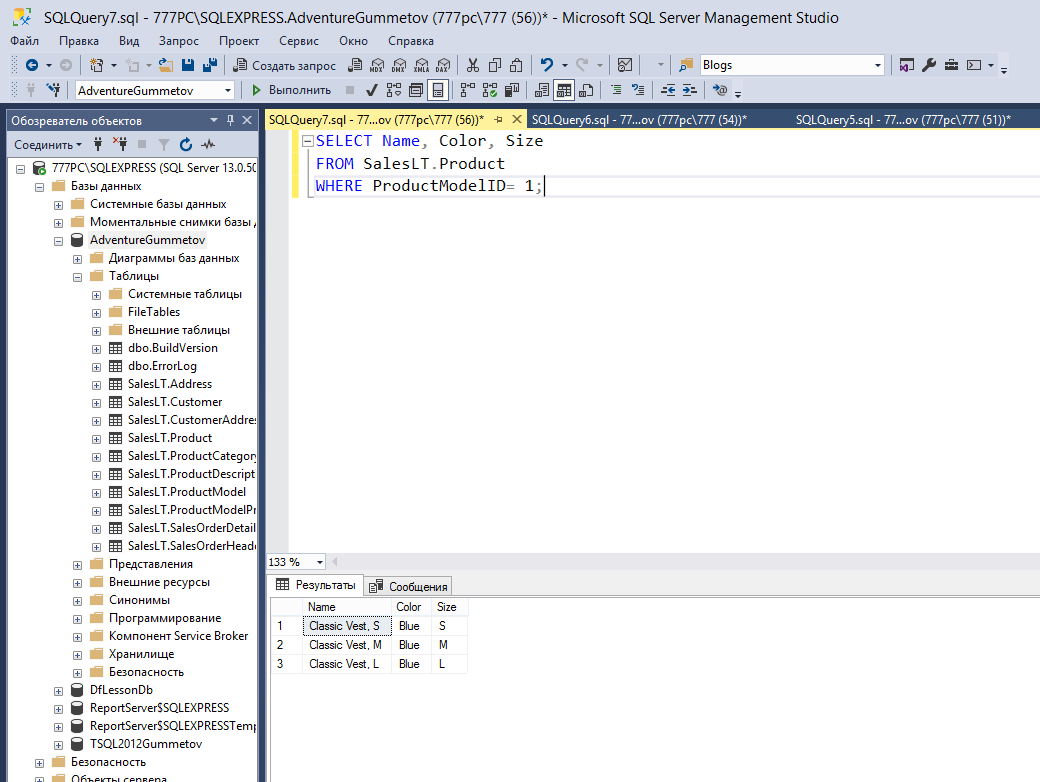 SQLQuery7.sql - 777PC\SQLEXPRESS.AdventureGummetov (777pc\777 (56))* - Microsoft SQL Server Management Studio
Файл Правка Вид Запрос Проект Сервис Окно Справка
Создать запрос MDX DMX XMLA DAX Blogs
AdventureGummetov Выполнить
Обозреватель объектов
SQLQuery7.sql - 77...ov (777pc\777 (56))* SQLQuery6.sql - 77...ov (777pc\777 (54))* SQLQuery5.sql - 77...ov (777pc\777 (51))*
Соединить
777PC\SQLEXPRESS (SQL Server 13.0.50
Базы данных
Системные базы данных
Моментальные снимки базы д
AdventureGummetov
Диаграммы баз данных
Таблицы
Системные таблицы
FileTables
Внешние таблицы
dbo.BuildVersion
dbo.ErrorLog
SalesLT.Address
SalesLT.Customer
SalesLT.CustomerAddres
SalesLT.Product
SalesLT.ProductCategory
SalesLT.ProductDescript
SalesLT.ProductModel
SalesLT.ProductModelPr
SalesLT.SalesOrderDetail
SalesLT.SalesOrderHeade
Представления
Внешние ресурсы
Синонимы
Программирование
Компонент Service Broker
Хранилище
Безопасность
DfLessonDb
ReportServer$SQLEXPRESS
ReportServer$SQLEXPRESSTemp
TSQL2012Gummetov
Безопасность
Объекты сервера
SELECT Name, Color, Size
FROM SalesLT.Product
WHERE ProductModelID= 1;
133 %
Результаты Сообщения
Name Color Size
1 Classic Vest, S Blue S
2 Classic Vest, M Blue M
3 Classic Vest, L Blue L